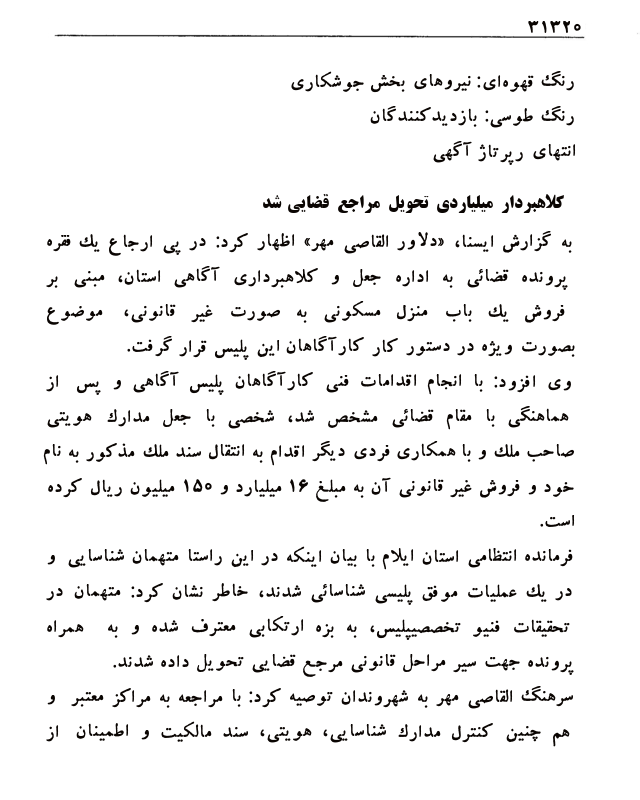 ۳۱۳۲۰
رنگ قهوه‌ای: نیروهای بخش جوشکاری
رنگ طوسی: بازدیدکنندگان
انتهای رپرتاژ آگهی
کلاهبردار میلیاردی تحویل مراجع قضایی شد
به گزارش ایسنا، «دلاور القاصی مهر» اظهار کرد: در پی ارجاع یك فقره
پرونده قضائی به اداره جعل و کلاهبرداری آگاهی استان، مبنی بر
فروش یك باب منزل مسکونی به صورت غیر قانونی، موضوع
بصورت ویژه در دستور کار کارآگاهان این پلیس قرار گرفت.
وی افزود: با انجام اقدامات فنی کارآگاهان پلیس آگاهی و پس از
هماهنگی با مقام قضائی مشخص شد، شخصی با جعل مدارك هویتی
صاحب ملك و با همکاری فردی دیگر اقدام به انتقال سند ملك مذکور به نام
خود و فروش غیر قانونی آن به مبلغ ۱۶ میلیارد و ۱۵۰ میلیون ریال کرده
است.
فرمانده انتظامی استان ایلام با بیان اینکه در این راستا متهمان شناسایی و
در یك عملیات موفق پلیسی شناسائی شدند، خاطر نشان کرد: متهمان در
تحقیقات فنیو تخصصیپلیس، به بزه ارتکابی معترف شده و به همراه
پرونده جهت سیر مراحل قانونی مرجع قضایی تحویل داده شدند.
سرهنگ القاصی مهر به شهروندان توصیه کرد: با مراجعه به مراکز معتبر و
هم چنین کنترل مدارك شناسایی، هویتی، سند مالکیت و اطمینان از